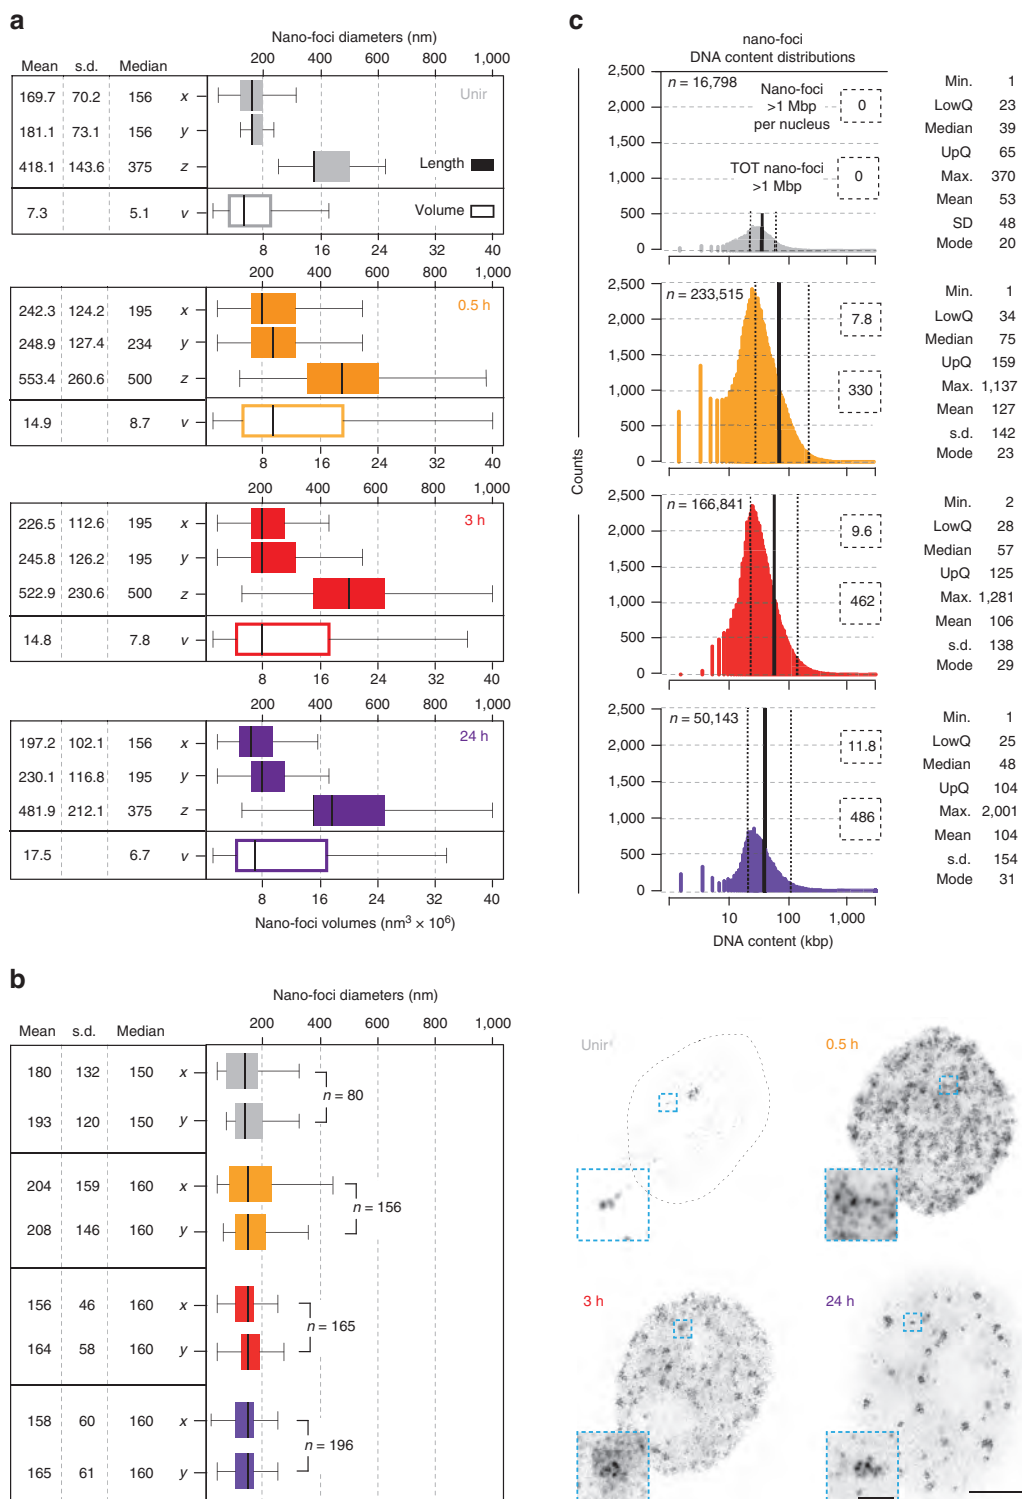 a
Nano-foci diameters (nm)
Mean s.d. Median 200 400 600 800 1,000
169.7 70.2 156 x Unir
181.1 73.1 156 y
418.1 143.6 375 z Length
7.3 5.1 v Volume
8 16 24 32 40
200 400 600 800 1,000
242.3 124.2 195 x 0.5 h
248.9 127.4 234 y
553.4 260.6 500 z
14.9 8.7 v
8 16 24 32 40
200 400 600 800 1,000
226.5 112.6 195 x 3 h
245.8 126.2 195 y
522.9 230.6 500 z
14.8 7.8 v
8 16 24 32 40
200 400 600 800 1,000
197.2 102.1 156 x 24 h
230.1 116.8 195 y
481.9 212.1 375 z
17.5 6.7 v
8 16 24 32 40
Nano-foci volumes (nm³ × 10⁶)
b
Nano-foci diameters (nm)
Mean s.d. Median 200 400 600 800 1,000
180 132 150 x
n = 80
193 120 150 y
204 159 160 x
n = 156
208 146 160 y
156 46 160 x
n = 165
164 58 160 y
158 60 160 x
n = 196
165 61 160 y
c
nano-foci
DNA content distributions
Counts
2,500
2,000
1,500
1,000
500
0
n = 16,798
Nano-foci
>1 Mbp
per nucleus
0
TOT nano-foci
>1 Mbp
0
Min. 1
LowQ 23
Median 39
UpQ 65
Max. 370
Mean 53
SD 48
Mode 20
2,500
2,000
1,500
1,000
500
0
n = 233,515
7.8
330
Min. 1
LowQ 34
Median 75
UpQ 159
Max. 1,137
Mean 127
s.d. 142
Mode 23
2,500
2,000
1,500
1,000
500
0
n = 166,841
9.6
462
Min. 2
LowQ 28
Median 57
UpQ 125
Max. 1,281
Mean 106
s.d. 138
Mode 29
2,500
2,000
1,500
1,000
500
0
n = 50,143
11.8
486
Min. 1
LowQ 25
Median 48
UpQ 104
Max. 2,001
Mean 104
s.d. 154
Mode 31
10 100 1,000
DNA content (kbp)
Unir
0.5 h
3 h
24 h